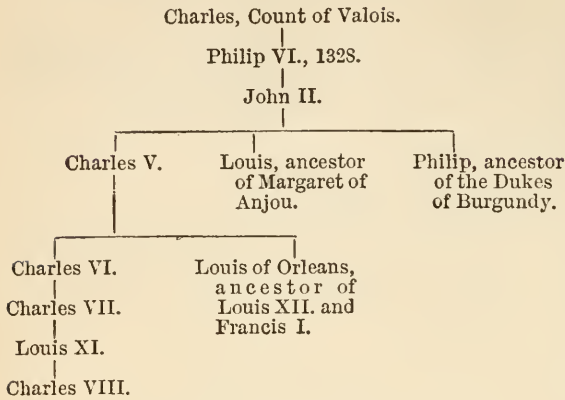 Charles, Count of Valois.
Philip VI., 1328.
John II.
Charles V.
Louis, ancestor
of Margaret of
Anjou.
Philip, ancestor
of the Dukes
of Burgundy.
Charles VI.
Charles VII.
Louis XI.
Charles VIII.
Louis of Orleans,
ancestor of
Louis XII. and
Francis I.